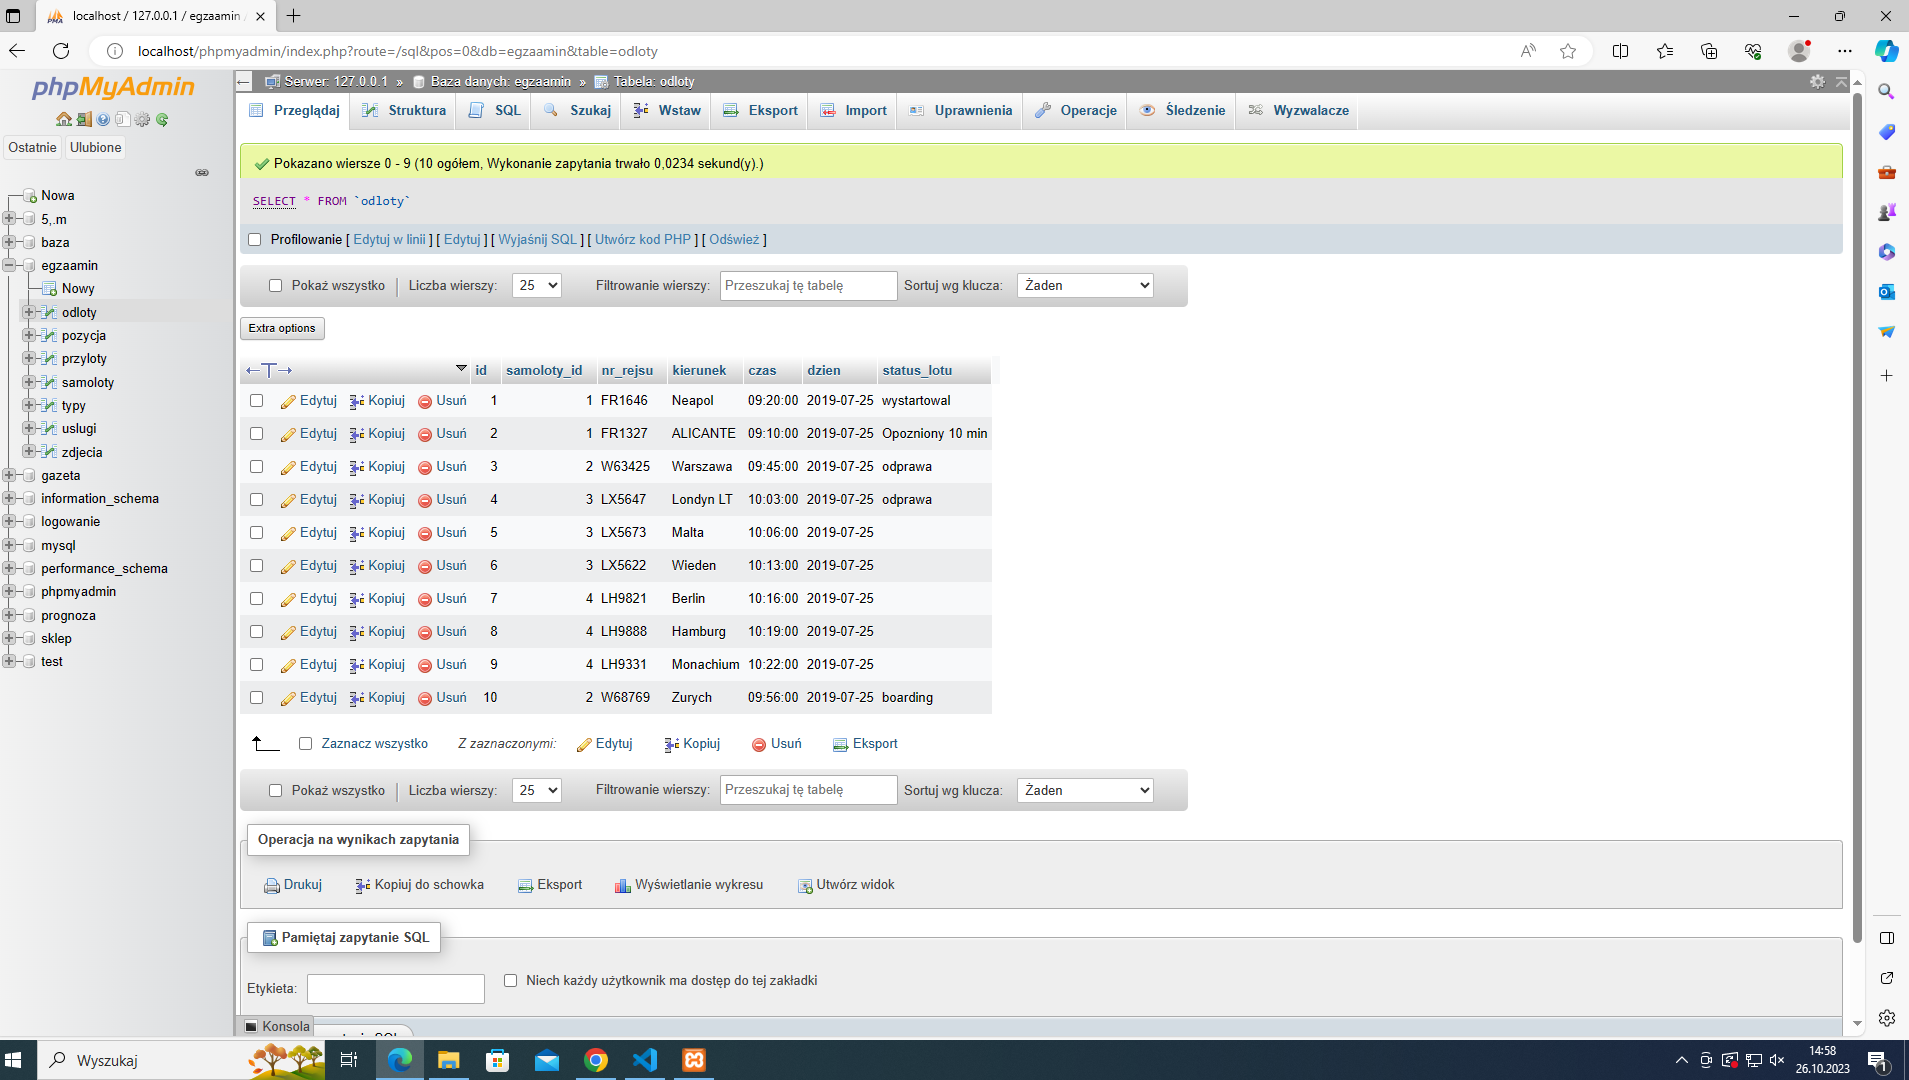 localhost / 127.0.0.1 / egzaamin
localhost/phpmyadmin/index.php?route=/sql&pos=0&db=egzaamin&table=odloty
phpMyAdmin
Ostatnie Ulubione
Nowa
5,.m
baza
egzaamin
Nowy
odloty
pozycja
przyloty
samoloty
typy
uslugi
zdjecia
gazeta
information_schema
logowanie
mysql
performance_schema
phpmyadmin
prognoza
sklep
test
Serwer: 127.0.0.1 » Baza danych: egzaamin » Tabela: odloty
Przeglądaj Struktura SQL Szukaj Wstaw Eksport Import Uprawnienia Operacje Śledzenie Wyzwalacze
Pokazano wiersze 0 - 9 (10 ogółem, Wykonanie zapytania trwało 0,0234 sekund(y).)
SELECT * FROM `odloty`
Profilowanie [ Edytuj w linii ] [ Edytuj ] [ Wyjaśnij SQL ] [ Utwórz kod PHP ] [ Odśwież ]
Pokaż wszystko Liczba wierszy: 25 Filtrowanie wierszy: Przeszukaj tę tabelę Sortuj wg klucza: Żaden
Extra options
←T→ id samoloty_id nr_rejsu kierunek czas dzien status_lotu
Edytuj Kopiuj Usuń 1 1 FR1646 Neapol 09:20:00 2019-07-25 wystartowal
Edytuj Kopiuj Usuń 2 1 FR1327 ALICANTE 09:10:00 2019-07-25 Opozniony 10 min
Edytuj Kopiuj Usuń 3 2 W63425 Warszawa 09:45:00 2019-07-25 odprawa
Edytuj Kopiuj Usuń 4 3 LX5647 Londyn LT 10:03:00 2019-07-25 odprawa
Edytuj Kopiuj Usuń 5 3 LX5673 Malta 10:06:00 2019-07-25
Edytuj Kopiuj Usuń 6 3 LX5622 Wieden 10:13:00 2019-07-25
Edytuj Kopiuj Usuń 7 4 LH9821 Berlin 10:16:00 2019-07-25
Edytuj Kopiuj Usuń 8 4 LH9888 Hamburg 10:19:00 2019-07-25
Edytuj Kopiuj Usuń 9 4 LH9331 Monachium 10:22:00 2019-07-25
Edytuj Kopiuj Usuń 10 2 W68769 Zurych 09:56:00 2019-07-25 boarding
Zaznacz wszystko Z zaznaczonymi: Edytuj Kopiuj Usuń Eksport
Pokaż wszystko Liczba wierszy: 25 Filtrowanie wierszy: Przeszukaj tę tabelę Sortuj wg klucza: Żaden
Operacja na wynikach zapytania
Drukuj Kopiuj do schowka Eksport Wyświetlanie wykresu Utwórz widok
Pamiętaj zapytanie SQL
Etykieta: Niech każdy użytkownik ma dostęp do tej zakładki
Konsola
Wyszukaj
14:58
26.10.2023
1